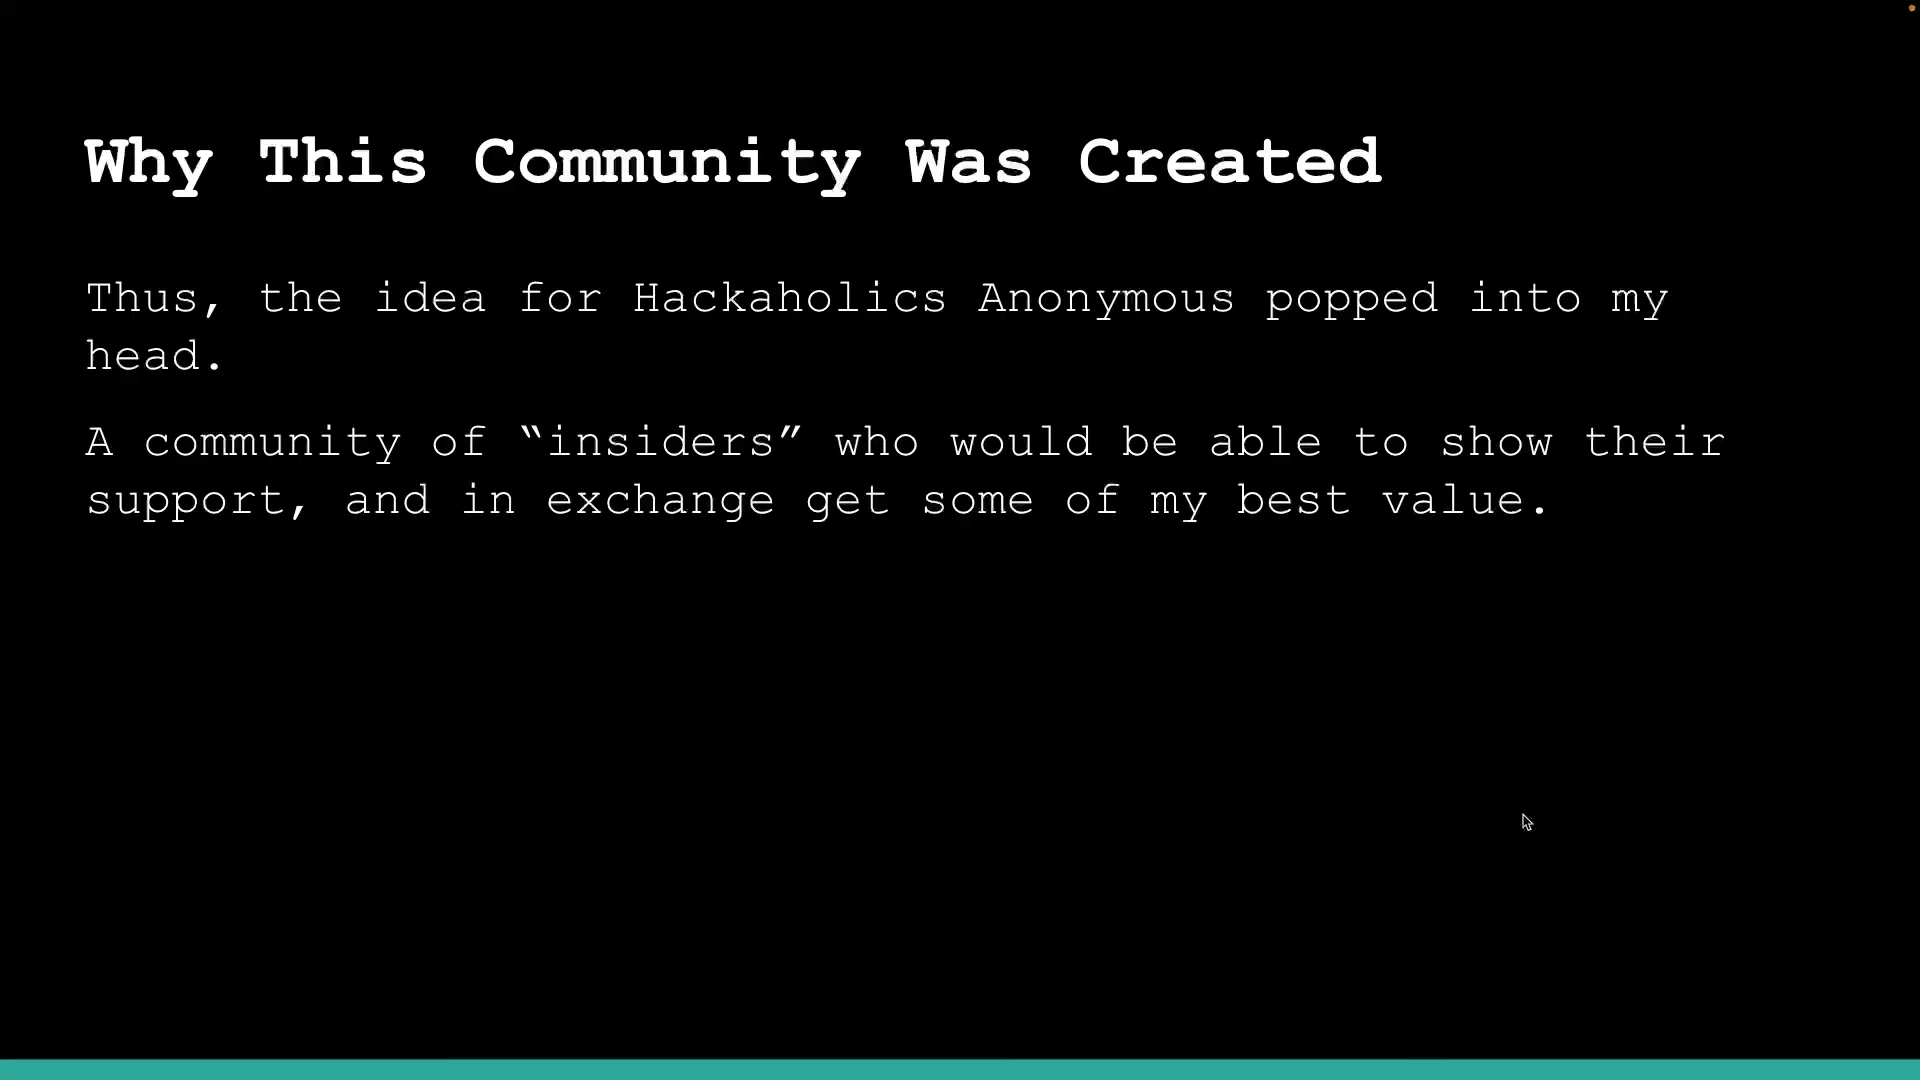 Why This Community Was Created
Thus, the idea for Hackaholics Anonymous popped into my
head.
A community of “insiders” who would be able to show their
support, and in exchange get some of my best value.